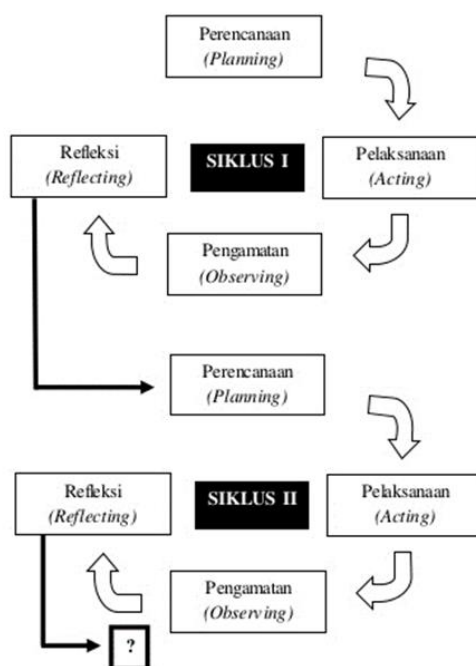 Perencanaan
(Planning)
Refleksi
(Reflecting)
SIKLUS I
Pelaksanaan
(Acting)
Pengamatan
(Observing)
Perencanaan
(Planning)
Refleksi
(Reflecting)
SIKLUS II
Pelaksanaan
(Acting)
Pengamatan
(Observing)
?